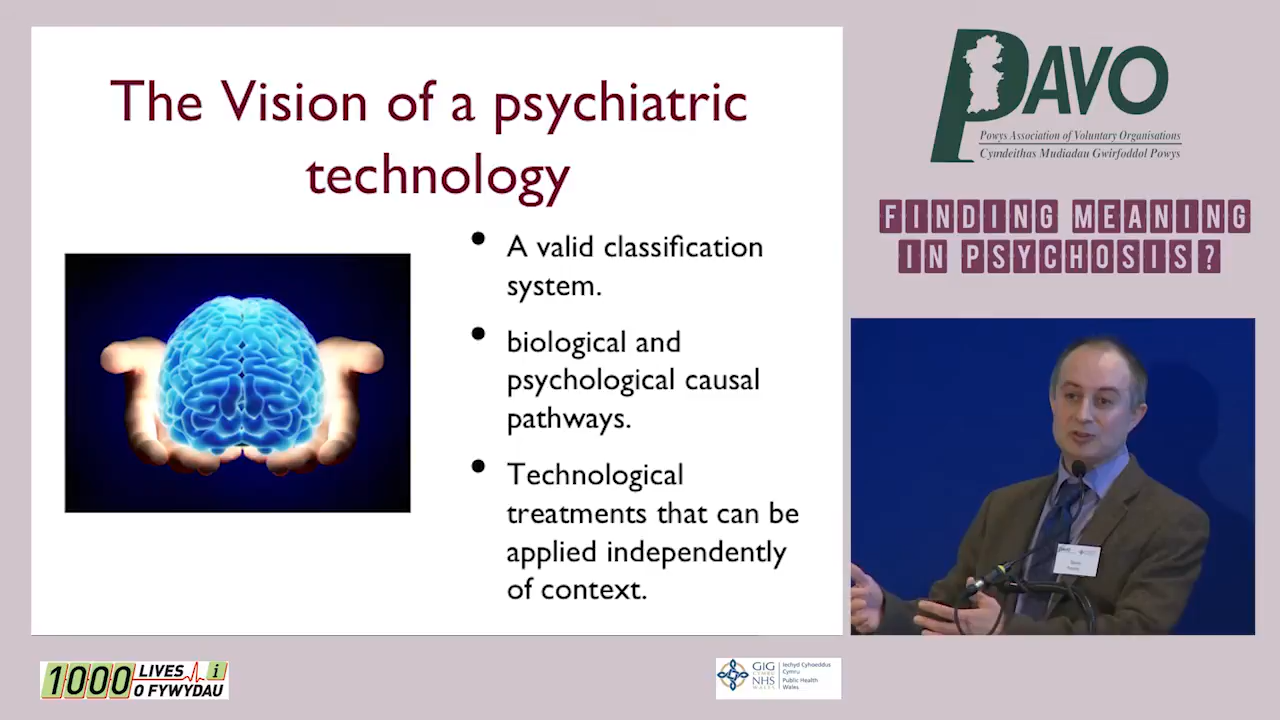 The Vision of a psychiatric
technology
• A valid classification
system.
• biological and
psychological causal
pathways.
• Technological
treatments that can be
applied independently
of context.
PAVO
Powys Association of Voluntary Organisations
Cymdeithas Mudiadau Gwirfoddol Powys
FINDING MEANING
IN PSYCHOSIS?
1000 LIVES i
O FYWYDAU
GIG
CYMRU
NHS
WALES
Iechyd Cyhoeddus
Cymru
Public Health
Wales